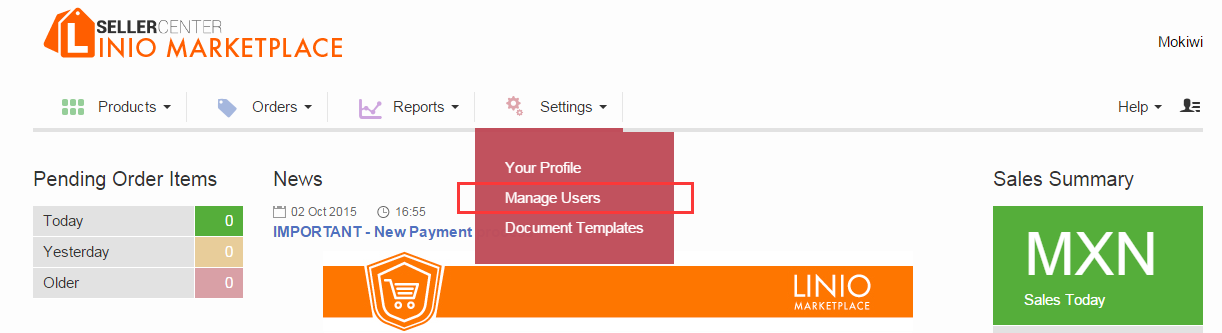 SELLERCENTER
LINIO MARKETPLACE
Mokiwi
Products
Orders
Reports
Settings
Help
Your Profile
Manage Users
Document Templates
Pending Order Items
Today 0
Yesterday 0
Older 0
News
02 Oct 2015 16:55
IMPORTANT - New Payment
LINIO
MARKETPLACE
Sales Summary
MXN
Sales Today